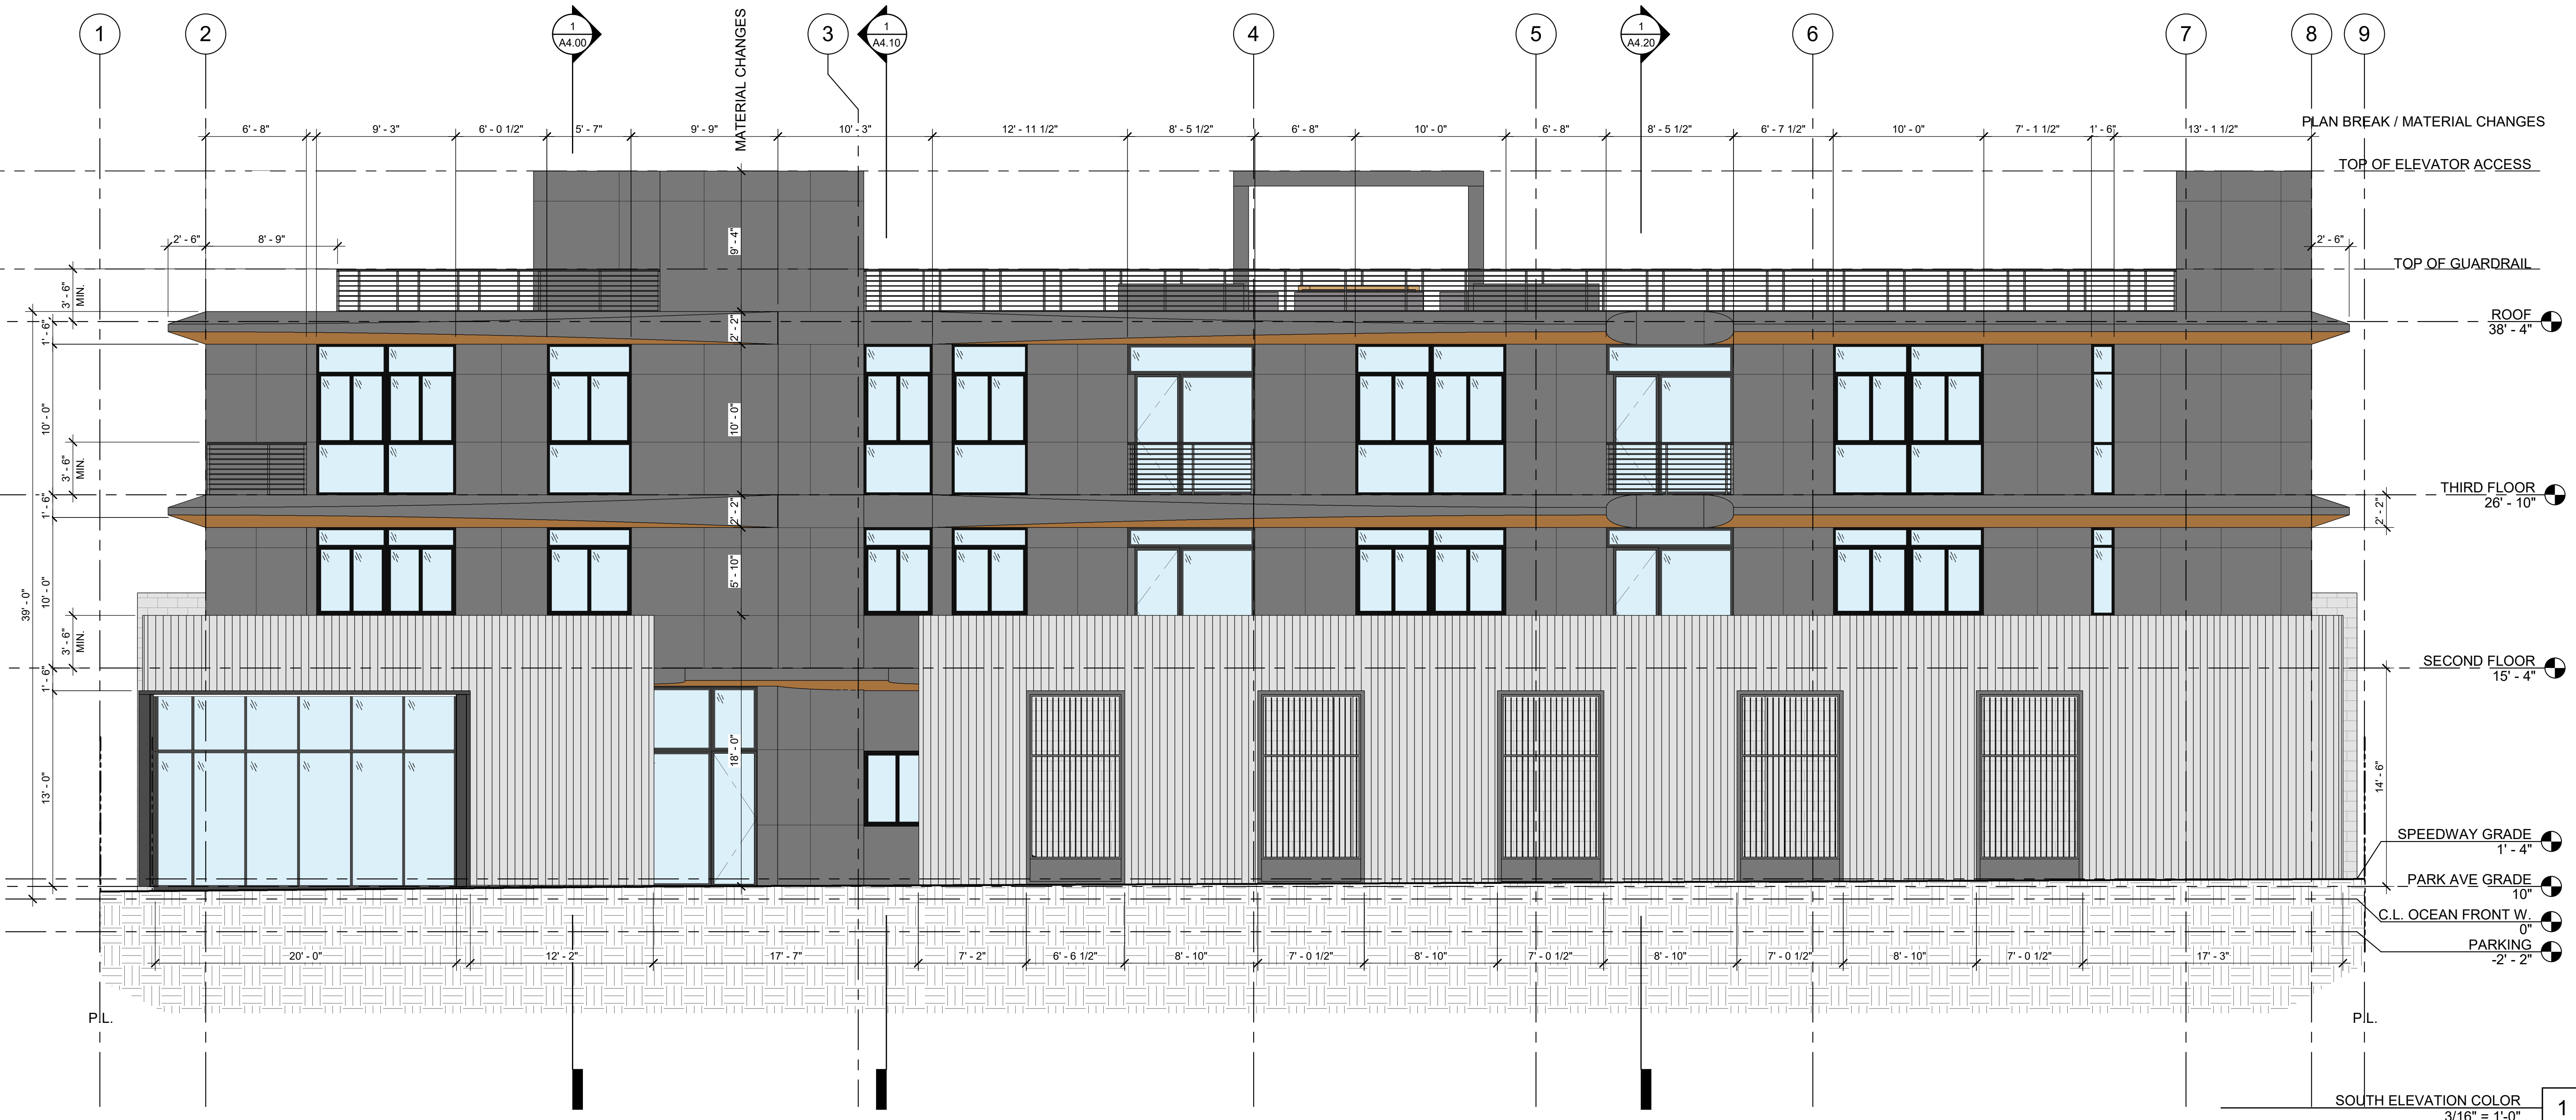 1
2
1
A4.00
MATERIAL CHANGES
3
1
A4.10
4
5
1
A4.20
6
7
8
9
6' - 8"
9' - 3"
6' - 0 1/2"
5' - 7"
9' - 9"
10' - 3"
12' - 11 1/2"
8' - 5 1/2"
6' - 8"
10' - 0"
6' - 8"
8' - 5 1/2"
6' - 7 1/2"
10' - 0"
7' - 1 1/2"
1' - 6"
13' - 1 1/2"
PLAN BREAK / MATERIAL CHANGES
TOP OF ELEVATOR ACCESS
2' - 6"
8' - 9"
9' - 4"
2' - 6"
TOP OF GUARDRAIL
3' - 6"
MIN.
1' - 6"
2' - 2"
ROOF
38' - 4"
10' - 0"
10' - 0"
3' - 6"
MIN.
THIRD FLOOR
26' - 10"
1' - 6"
2' - 2"
2' - 2"
39' - 0"
10' - 0"
5' - 10"
3' - 6"
MIN.
SECOND FLOOR
15' - 4"
1' - 6"
13' - 0"
18' - 0"
14' - 6"
SPEEDWAY GRADE
1' - 4"
PARK AVE GRADE
10"
C.L. OCEAN FRONT W.
0"
PARKING
-2' - 2"
20' - 0"
12' - 2"
17' - 7"
7' - 2"
6' - 6 1/2"
8' - 10"
7' - 0 1/2"
8' - 10"
7' - 0 1/2"
8' - 10"
7' - 0 1/2"
8' - 10"
7' - 0 1/2"
17' - 3"
P.L.
P.L.
SOUTH ELEVATION COLOR
3/16" = 1'-0"
1